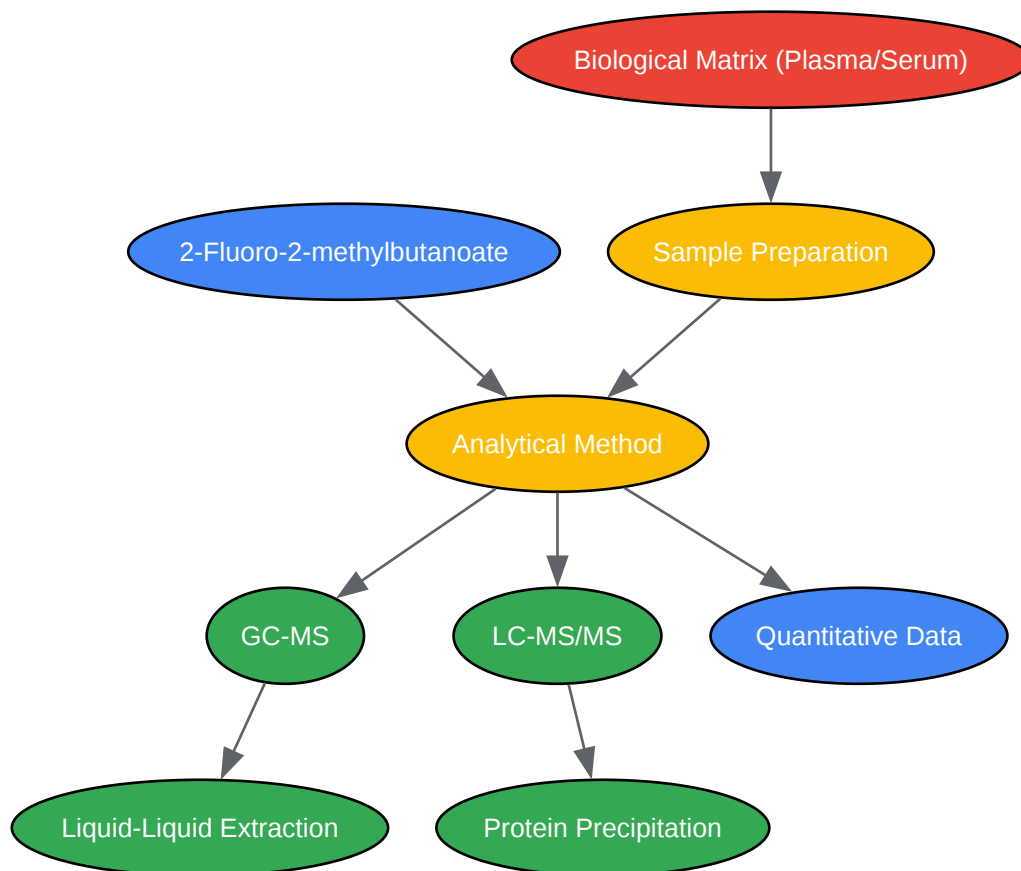 Biological Matrix (Plasma/Serum)
2-Fluoro-2-methylbutanoate
Sample Preparation
Analytical Method
GC-MS
LC-MS/MS
Quantitative Data
Liquid-Liquid Extraction
Protein Precipitation